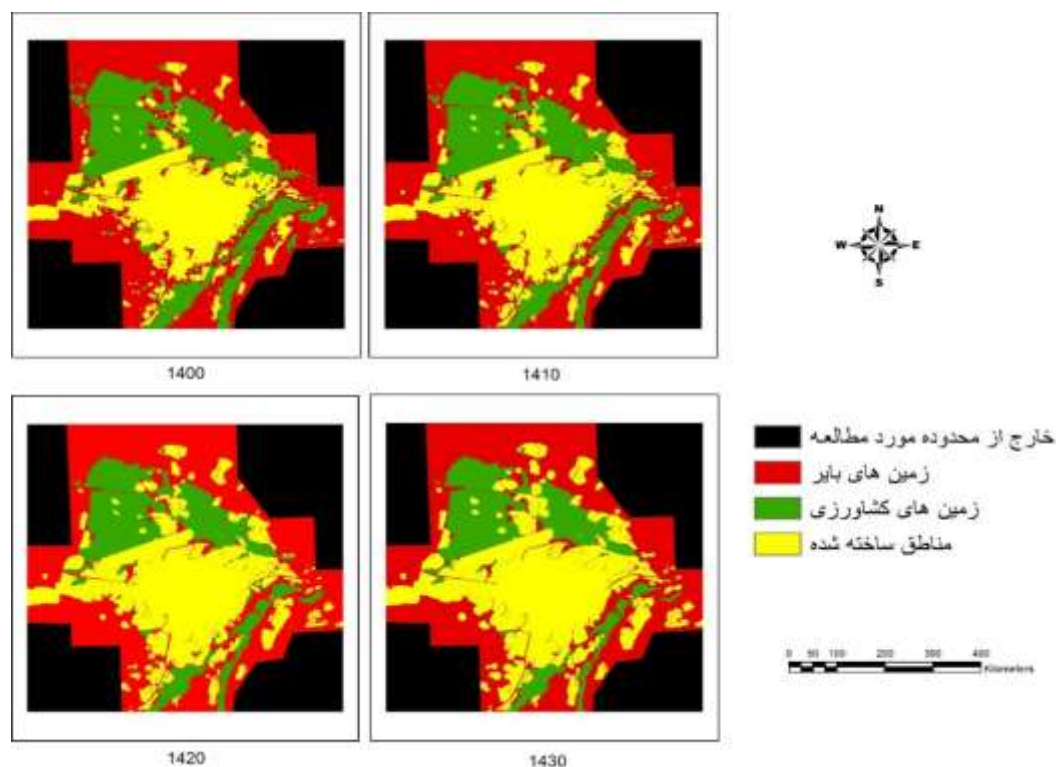 1400
1410
N
W E
S
خارج از محدوده مورد مطالعه
زمین های بایر
زمین های کشاورزی
مناطق ساخته شده
0 50 100 200 300 400
Kilometers
1420
1430